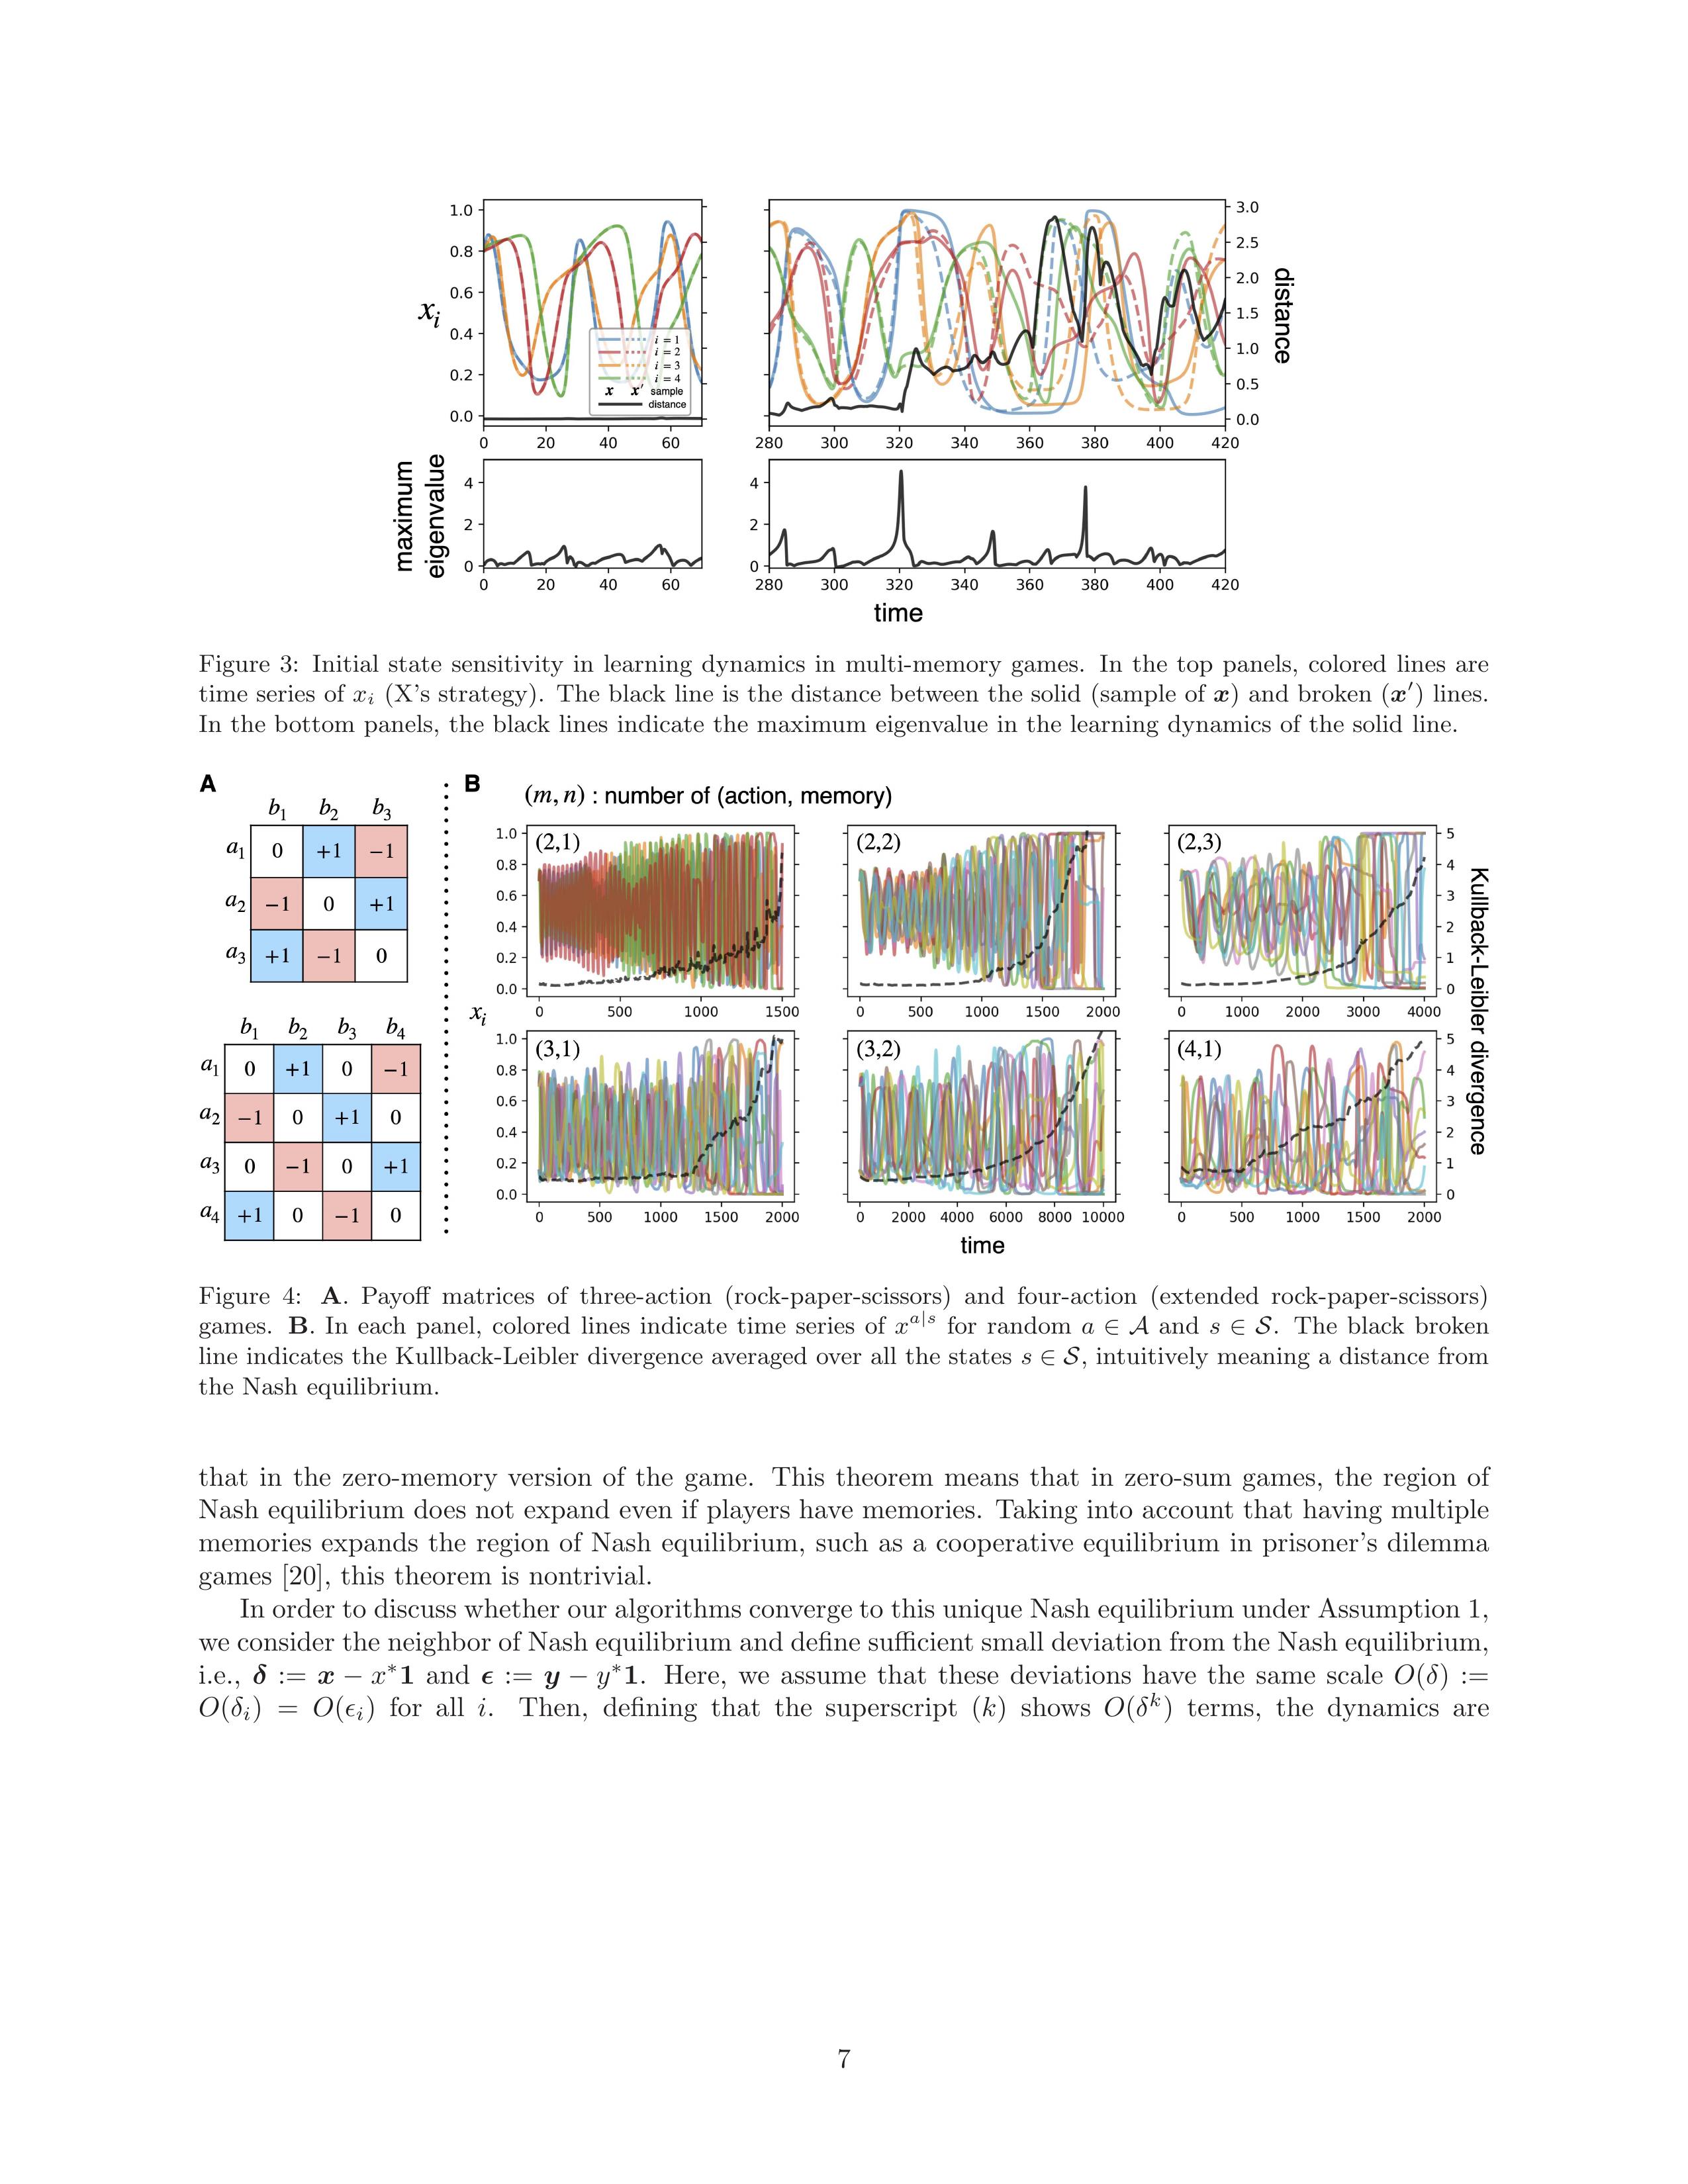 1.0
0.8
0.6
0.4
0.2
0.0
x_i
i = 1
i = 2
i = 3
i = 4
x x′ sample
distance
0 20 40 60
280 300 320 340 360 380 400 420
3.0
2.5
2.0
1.5
1.0
0.5
0.0
distance
maximum
eigenvalue
4
2
0
0 20 40 60
4
2
0
280 300 320 340 360 380 400 420
time
Figure 3: Initial state sensitivity in learning dynamics in multi-memory games. In the top panels, colored lines are
time series of x_i (X's strategy). The black line is the distance between the solid (sample of x) and broken (x′) lines.
In the bottom panels, the black lines indicate the maximum eigenvalue in the learning dynamics of the solid line.
A
b₁ b₂ b₃
a₁ 0 +1 −1
a₂ −1 0 +1
a₃ +1 −1 0
b₁ b₂ b₃ b₄
a₁ 0 +1 0 −1
a₂ −1 0 +1 0
a₃ 0 −1 0 +1
a₄ +1 0 −1 0
B
(m, n) : number of (action, memory)
1.0
0.8
0.6
0.4
0.2
0.0
x_i
(2,1)
0 500 1000 1500
(2,2)
0 500 1000 1500 2000
(2,3)
0 1000 2000 3000 4000
5
4
3
2
1
0
1.0
0.8
0.6
0.4
0.2
0.0
(3,1)
0 500 1000 1500 2000
(3,2)
0 2000 4000 6000 8000 10000
(4,1)
0 500 1000 1500 2000
5
4
3
2
1
0
Kullback-Leibler divergence
time
Figure 4: A. Payoff matrices of three-action (rock-paper-scissors) and four-action (extended rock-paper-scissors)
games. B. In each panel, colored lines indicate time series of x^{a|s} for random a ∈ 𝒜 and s ∈ 𝒮. The black broken
line indicates the Kullback-Leibler divergence averaged over all the states s ∈ 𝒮, intuitively meaning a distance from
the Nash equilibrium.
that in the zero-memory version of the game. This theorem means that in zero-sum games, the region of
Nash equilibrium does not expand even if players have memories. Taking into account that having multiple
memories expands the region of Nash equilibrium, such as a cooperative equilibrium in prisoner's dilemma
games [20], this theorem is nontrivial.
In order to discuss whether our algorithms converge to this unique Nash equilibrium under Assumption 1,
we consider the neighbor of Nash equilibrium and define sufficient small deviation from the Nash equilibrium,
i.e., δ := x − x*1 and ϵ := y − y*1. Here, we assume that these deviations have the same scale O(δ) :=
O(δ_i) = O(ϵ_i) for all i. Then, defining that the superscript (k) shows O(δ^k) terms, the dynamics are
7